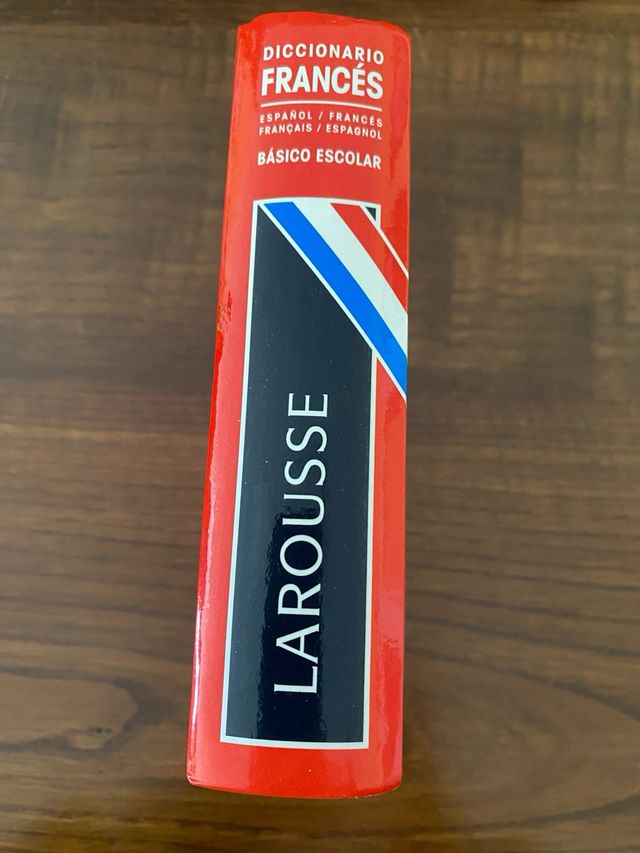 DICCIONARIO
FRANCÉS
ESPAÑOL / FRANCÉS
FRANÇAIS / ESPAGNOL
BÁSICO ESCOLAR
LAROUSSE